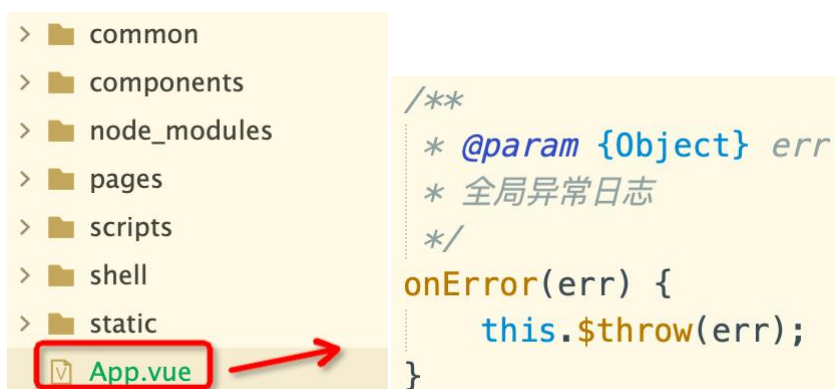 common
components
node_modules
pages
scripts
shell
static
App.vue
/**
* @param {Object} err
* 全局异常日志
*/
onError(err) {
this.$throw(err);
}